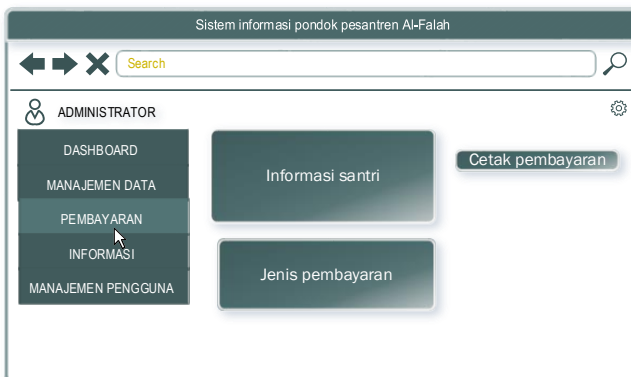 Sistem informasi pondok pesantren Al-Falah
Search
ADMINISTRATOR
DASHBOARD
MANAJEMEN DATA
PEMBAYARAN
INFORMASI
MANAJEMEN PENGGUNA
Informasi santri
Jenis pembayaran
Cetak pembayaran